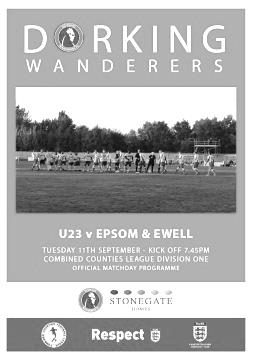 DORKING
WANDERERS
U23 v EPSOM & EWELL
TUESDAY 11TH SEPTEMBER - KICK OFF 7.45PM
COMBINED COUNTIES LEAGUE DIVISION ONE
OFFICIAL MATCHDAY PROGRAMME
STONEGATE
HOMES
Respect